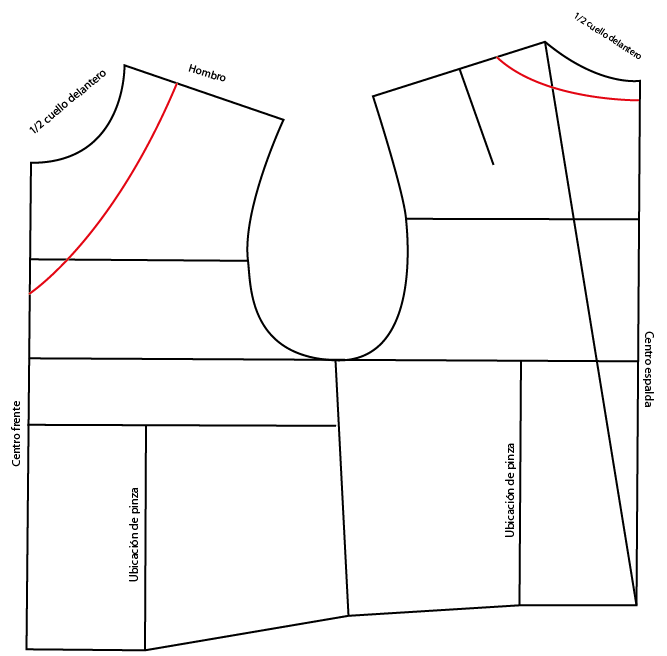 1/2 cuello delantero
Hombro
1/2 cuello delantero
Centro frente
Ubicación de pinza
Ubicación de pinza
Centro espalda